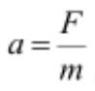 a = F/m